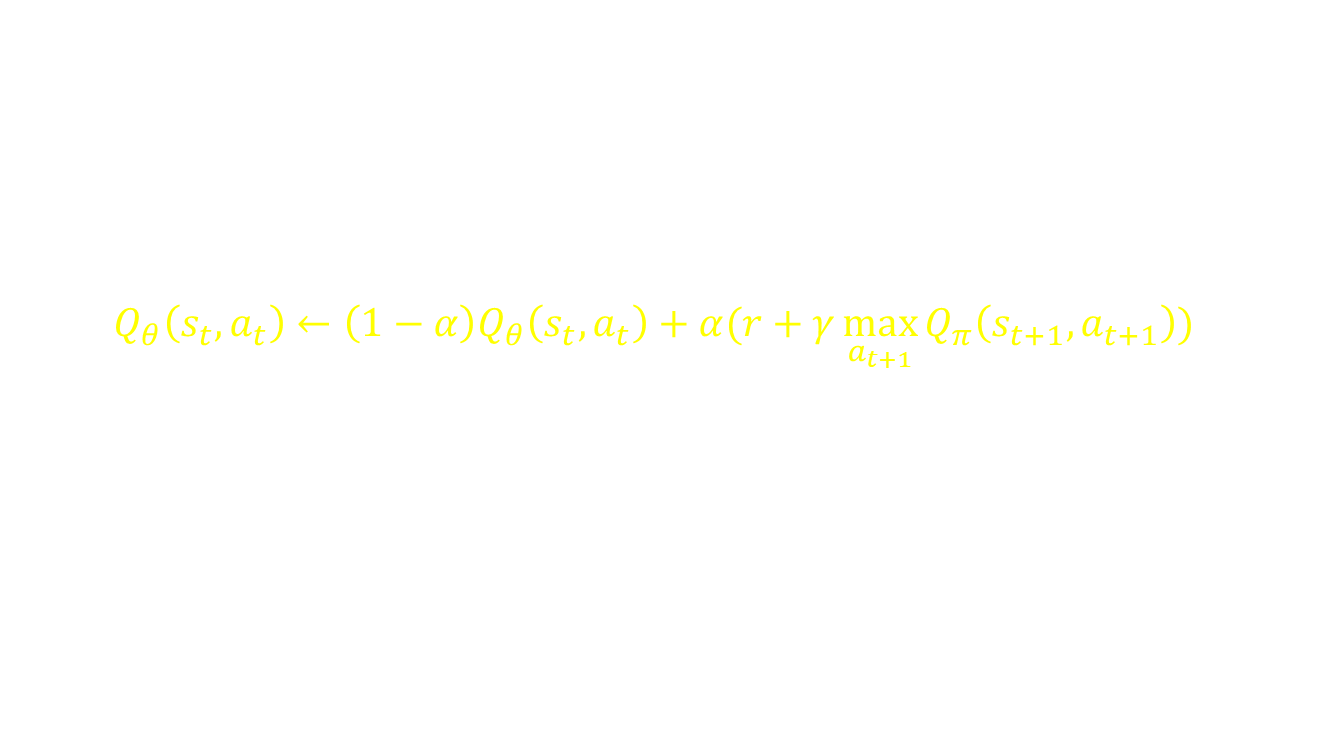 Q_θ(s_t, a_t) ← (1 − α)Q_θ(s_t, a_t) + α(r + γ max_{a_{t+1}} Q_π(s_{t+1}, a_{t+1}))